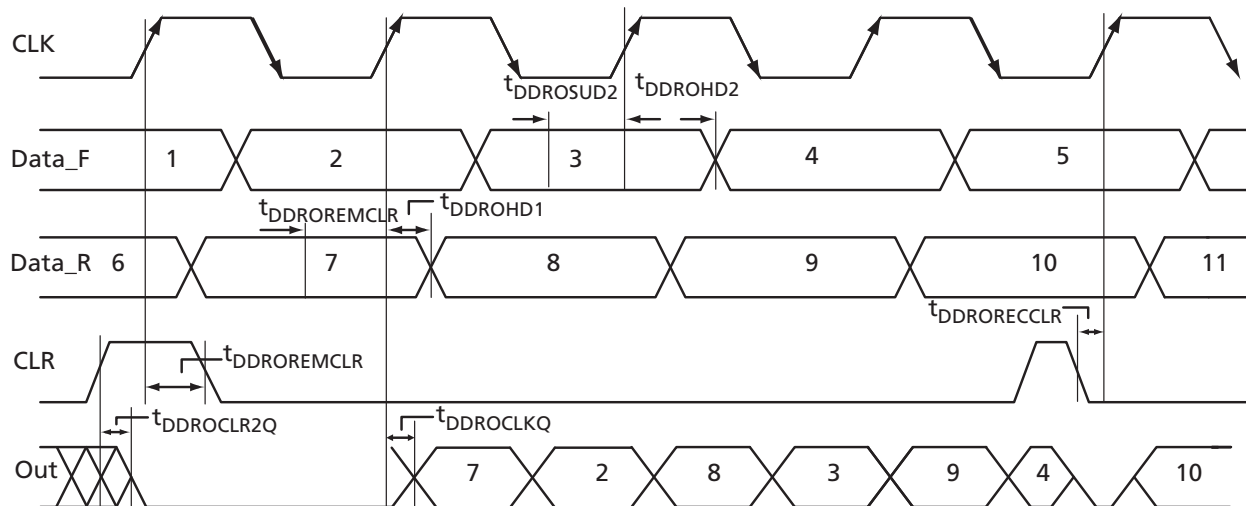 CLK
tDDROSUD2 tDDROHD2
Data_F 1 2 3 4 5
tDDROREMCLR tDDROHD1
Data_R 6 7 8 9 10 11
tDDRORECCLR
CLR
tDDROREMCLR
tDDROCLR2Q tDDROCLKQ
Out 7 2 8 3 9 4 10